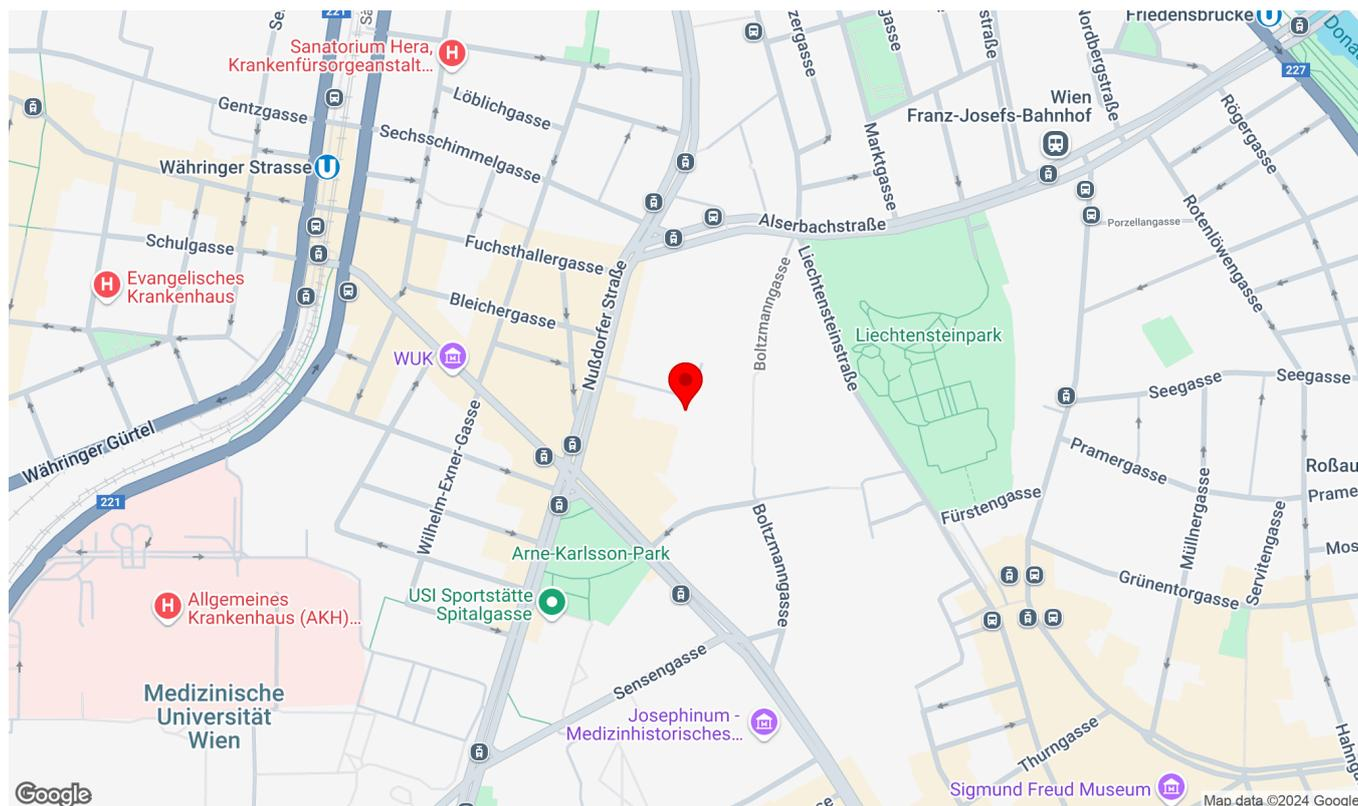 221
Friedensbrücke
Sanatorium Hera,
Krankenfürsorgeanstalt...
227
Wien
Franz-Josefs-Bahnhof
Nordbergstraße
Gentzgasse
Löblichgasse
Rögergasse
Sechsschimmelgasse
Marktgasse
Währinger Strasse
Alserbachstraße
Porzellangasse
Rotenlöwengasse
Schulgasse
Fuchsthallergasse
Evangelisches
Krankenhaus
Bleichergasse
Nußdorfer Straße
Boltzmanngasse
Liechtensteinstraße
Liechtensteinpark
WUK
Seegasse
Seegasse
Währinger Gürtel
Wilhelm-Exner-Gasse
Pramergasse
Müllnergasse
Roßau
Prame
221
Fürstengasse
Boltzmanngasse
Servitengasse
Arne-Karlsson-Park
Mos
Grünentorgasse
USI Sportstätte
Spitalgasse
Allgemeines
Krankenhaus (AKH)...
Sensengasse
Medizinische
Universität
Wien
Josephinum -
Medizinhistorisches...
Thurngasse
Hahnga
Sigmund Freud Museum
Google
Map data ©2024 Google